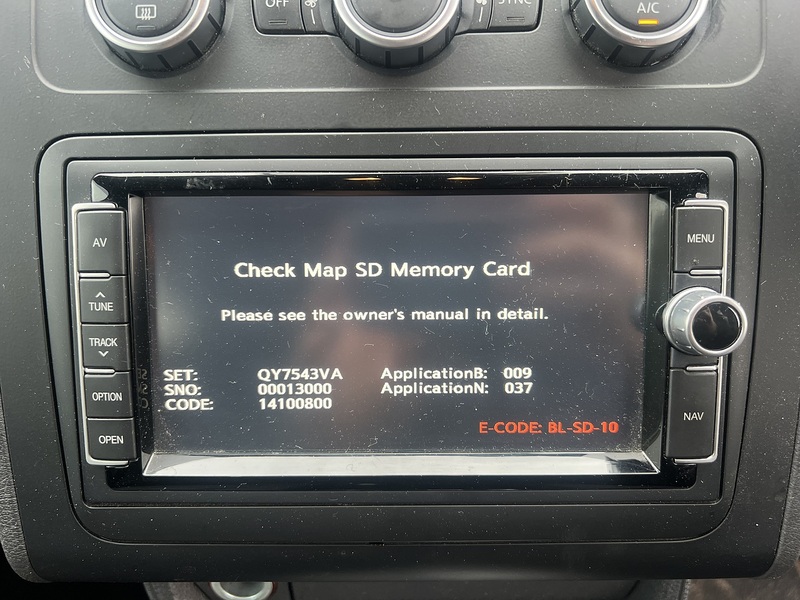 OFF
SYNC
A/C
AV
MENU
TUNE
TRACK
OPTION
OPEN
NAV
Check Map SD Memory Card
Please see the owner's manual in detail.
SET: QY7543VA ApplicationB: 009
SNO: 00013000 ApplicationN: 037
CODE: 14100800
E-CODE: BL-SD-10